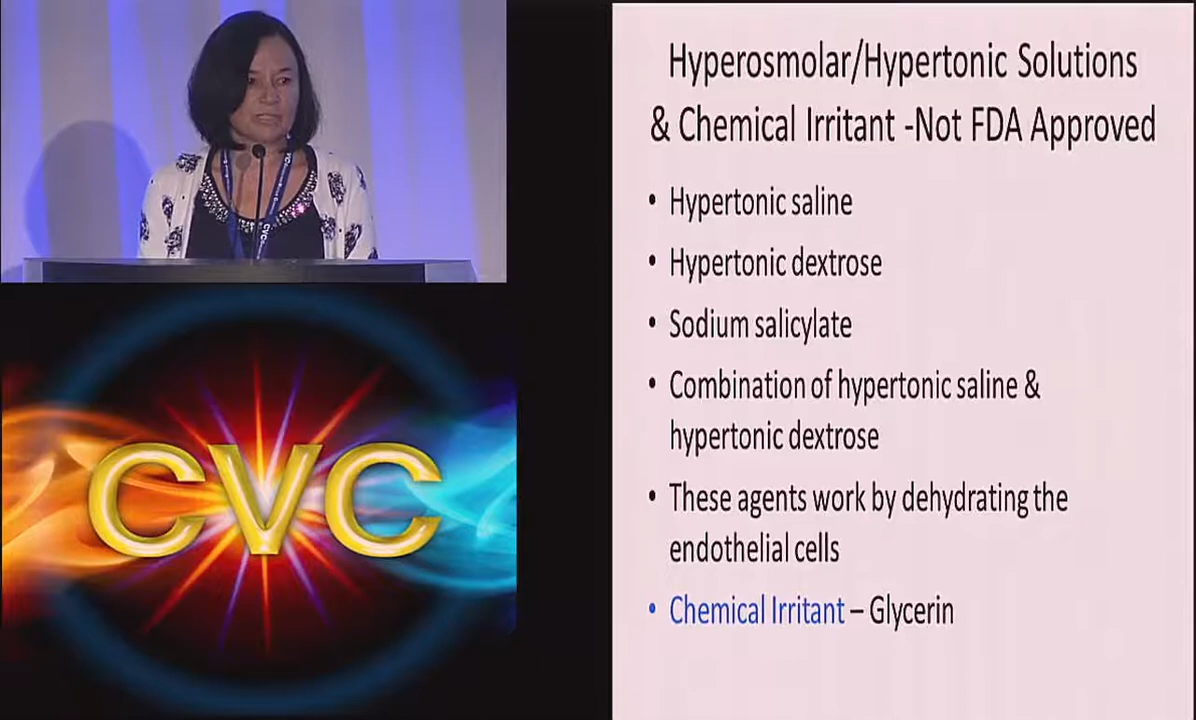 Hyperosmolar/Hypertonic Solutions
& Chemical Irritant -Not FDA Approved
• Hypertonic saline
• Hypertonic dextrose
• Sodium salicylate
• Combination of hypertonic saline &
hypertonic dextrose
• These agents work by dehydrating the
endothelial cells
• Chemical Irritant – Glycerin
CVC
CVC